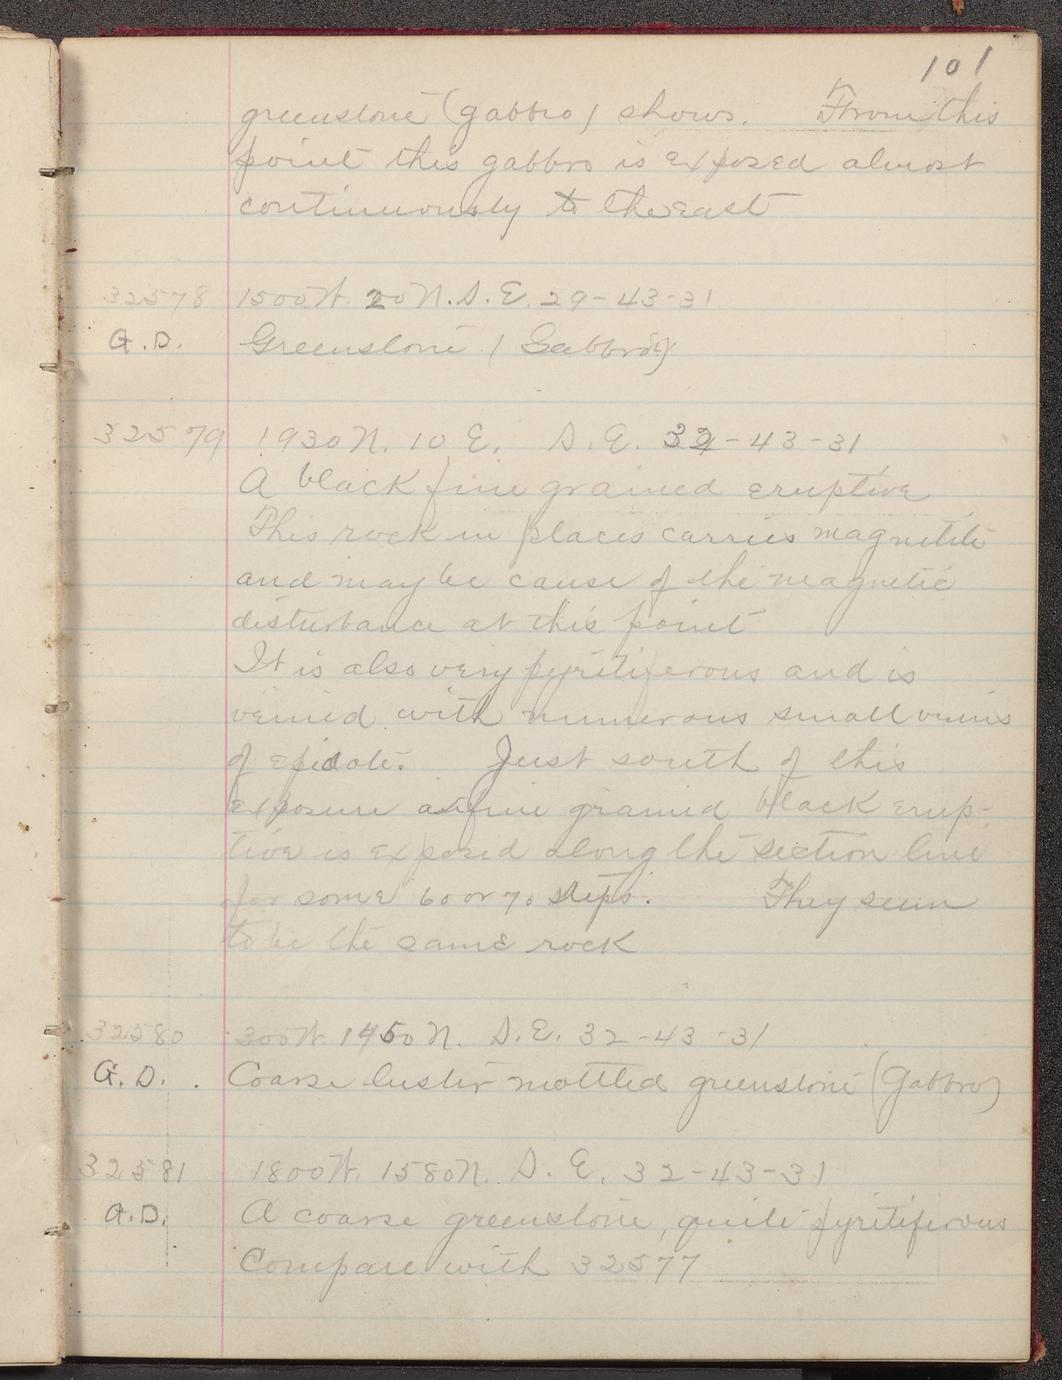 101
greenstone (gabbro) shows. From this
point this gabbro is exposed almost
continuously to the east
32578 1500W. 20N. S.E. 29-43-31
G.D. Greenstone (Gabbro?)
32579 1930N. 10E. S.E. 32-43-31
A black fine grained eruptive
This rock in places carries magnetite
and may be cause of the magnetic
disturbance at this point
It is also very pyritiferous and is
veined with numerous small veins
of epidote. Just south of this
exposure a fine grained black erup-
tive is exposed along the section line
for some 60 or 70 steps. They seem
to be the same rock
32580 300W. 1950N. S.E. 32-43-31
G.D. Coarse luster mottled greenstone (Gabbro)
32581 1800W. 1580N. S.E. 32-43-31
G.D. A coarse greenstone, quite pyritiferous
Compare with 32577